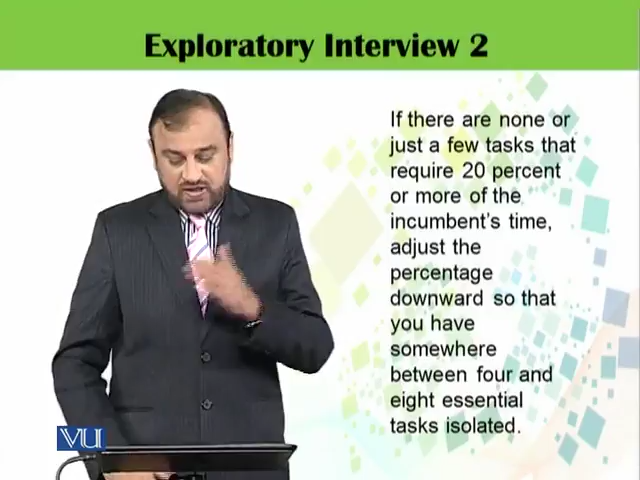 Exploratory Interview 2
If there are none or
just a few tasks that
require 20 percent
or more of the
incumbent's time,
adjust the
percentage
downward so that
you have
somewhere
between four and
eight essential
tasks isolated.
VU